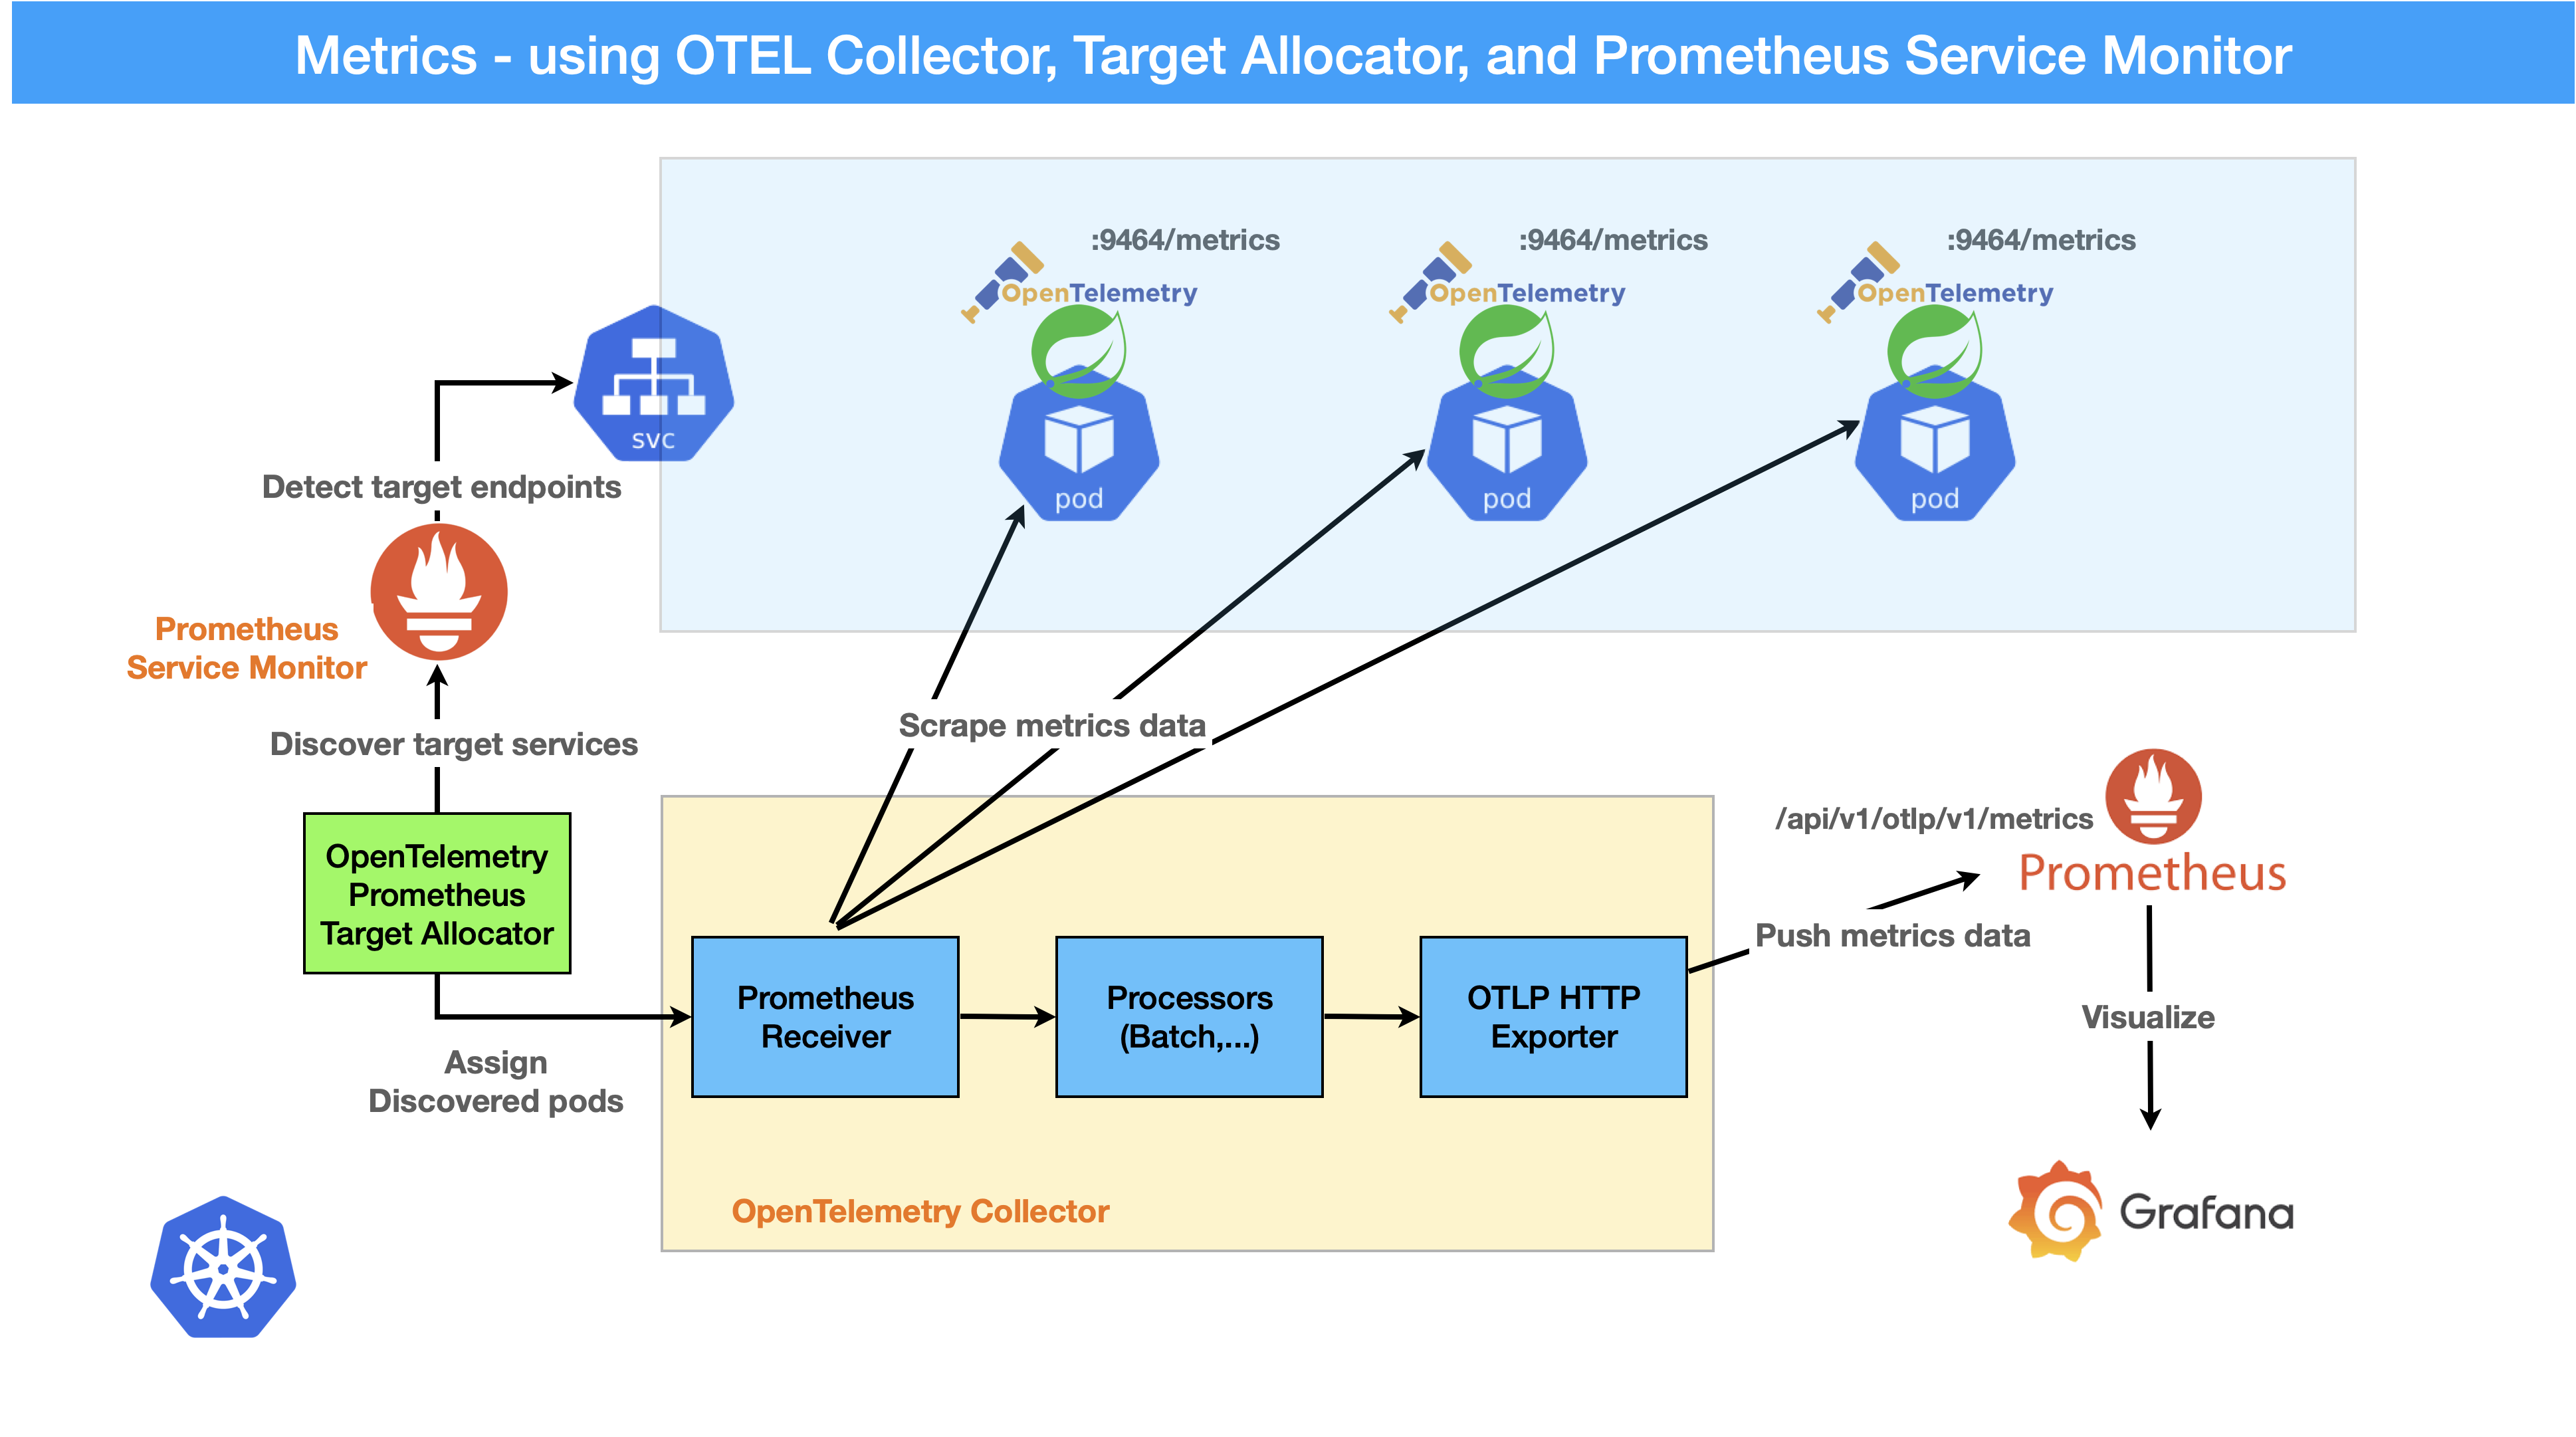 Metrics - using OTEL Collector, Target Allocator, and Prometheus Service Monitor
:9464/metrics
OpenTelemetry
pod
:9464/metrics
OpenTelemetry
pod
:9464/metrics
OpenTelemetry
pod
svc
Detect target endpoints
Prometheus
Service Monitor
Discover target services
OpenTelemetry
Prometheus
Target Allocator
Assign
Discovered pods
Scrape metrics data
Prometheus
Receiver
Processors
(Batch,...)
OTLP HTTP
Exporter
OpenTelemetry Collector
/api/v1/otlp/v1/metrics
Prometheus
Push metrics data
Visualize
Grafana